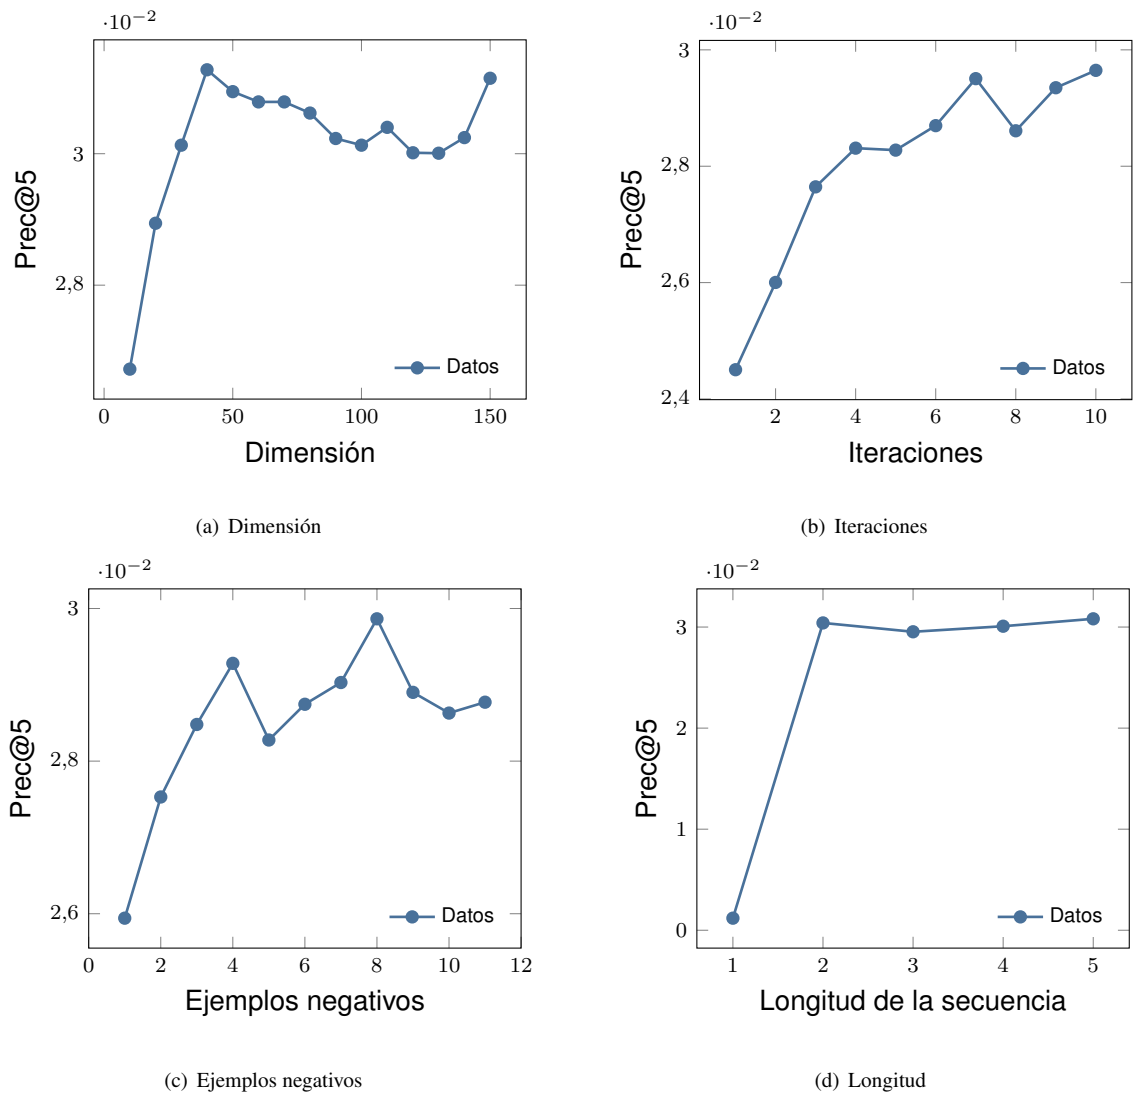 ·10−2
3
2,8
Prec@5
Datos
0 50 100 150
Dimensión
(a) Dimensión
·10−2
3
2,8
2,6
2,4
Prec@5
Datos
2 4 6 8 10
Iteraciones
(b) Iteraciones
·10−2
3
2,8
2,6
Prec@5
Datos
0 2 4 6 8 10 12
Ejemplos negativos
(c) Ejemplos negativos
·10−2
3
2
1
0
Prec@5
Datos
1 2 3 4 5
Longitud de la secuencia
(d) Longitud